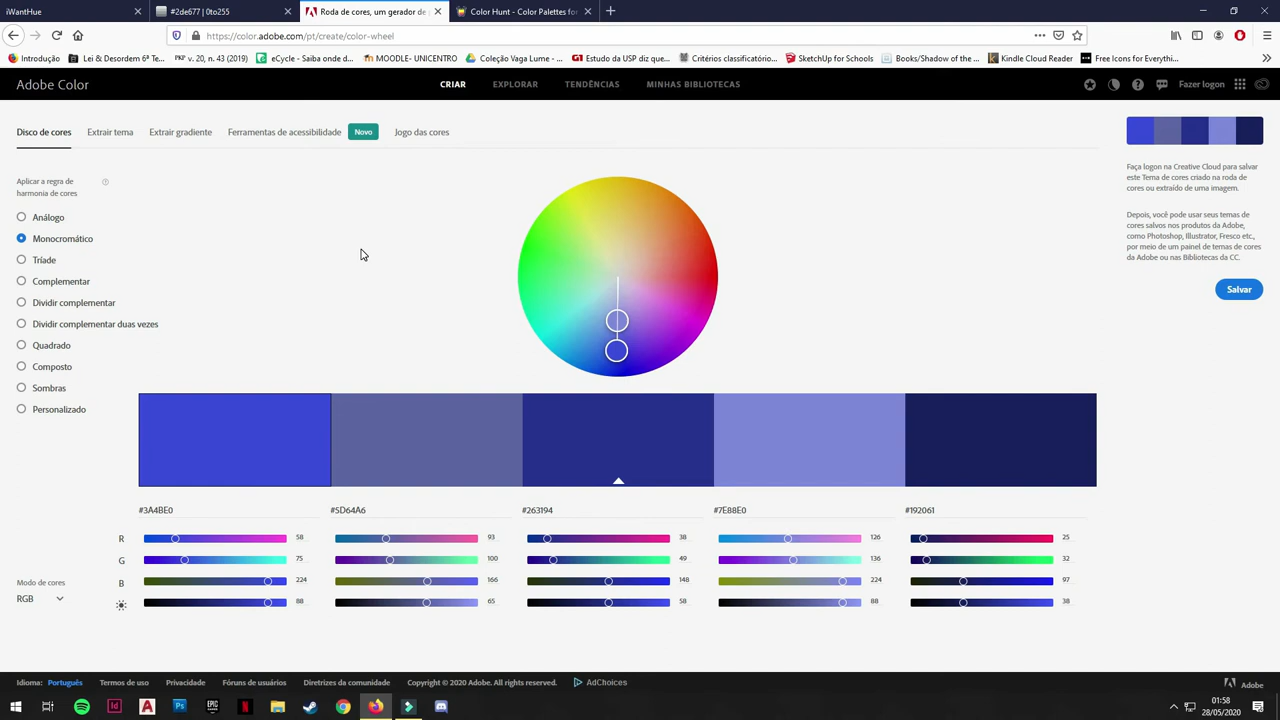 iWantHue
#2de677 | 0to255
Roda de cores, um gerador de p
Color Hunt - Color Palettes for
https://color.adobe.com/pt/create/color-wheel
Introdução
Lei & Desordem 6ª Te...
PKP v. 20, n. 43 (2019)
eCycle - Saiba onde d...
MOODLE- UNICENTRO
Coleção Vaga Lume - ...
Estudo da USP diz que...
Critérios classificatório...
SketchUp for Schools
Books/Shadow of the ...
Kindle Cloud Reader
Free Icons for Everythi...
Adobe Color
CRIAR
EXPLORAR
TENDÊNCIAS
MINHAS BIBLIOTECAS
Fazer logon
Disco de cores
Extrair tema
Extrair gradiente
Ferramentas de acessibilidade
Novo
Jogo das cores
Aplicar a regra de
harmonia de cores
Análogo
Monocromático
Tríade
Complementar
Dividir complementar
Dividir complementar duas vezes
Quadrado
Composto
Sombras
Personalizado
Faça logon na Creative Cloud para salvar
este Tema de cores criado na roda de
cores ou extraído de uma imagem.
Depois, você pode usar seus temas de
cores salvos nos produtos da Adobe,
como Photoshop, Illustrator, Fresco etc.,
por meio de um painel de temas de cores
da Adobe ou nas Bibliotecas da CC.
Salvar
#3A4BE0
#5D64A6
#263194
#7E88E0
#192061
R 58 93 38 126 25
G 75 100 49 136 32
B 224 166 148 224 97
88 65 58 88 38
Modo de cores
RGB
Idioma: Português
Termos de uso
Privacidade
Fóruns de usuários
Diretrizes da comunidade
Copyright © 2020 Adobe. All rights reserved.
AdChoices
Adobe
01:58
28/05/2020